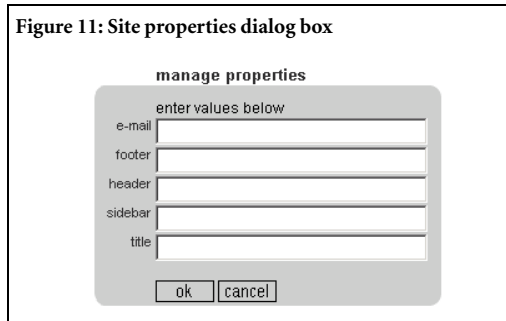 Figure 11: Site properties dialog box
manage properties
enter values below
e-mail
footer
header
sidebar
title
ok cancel